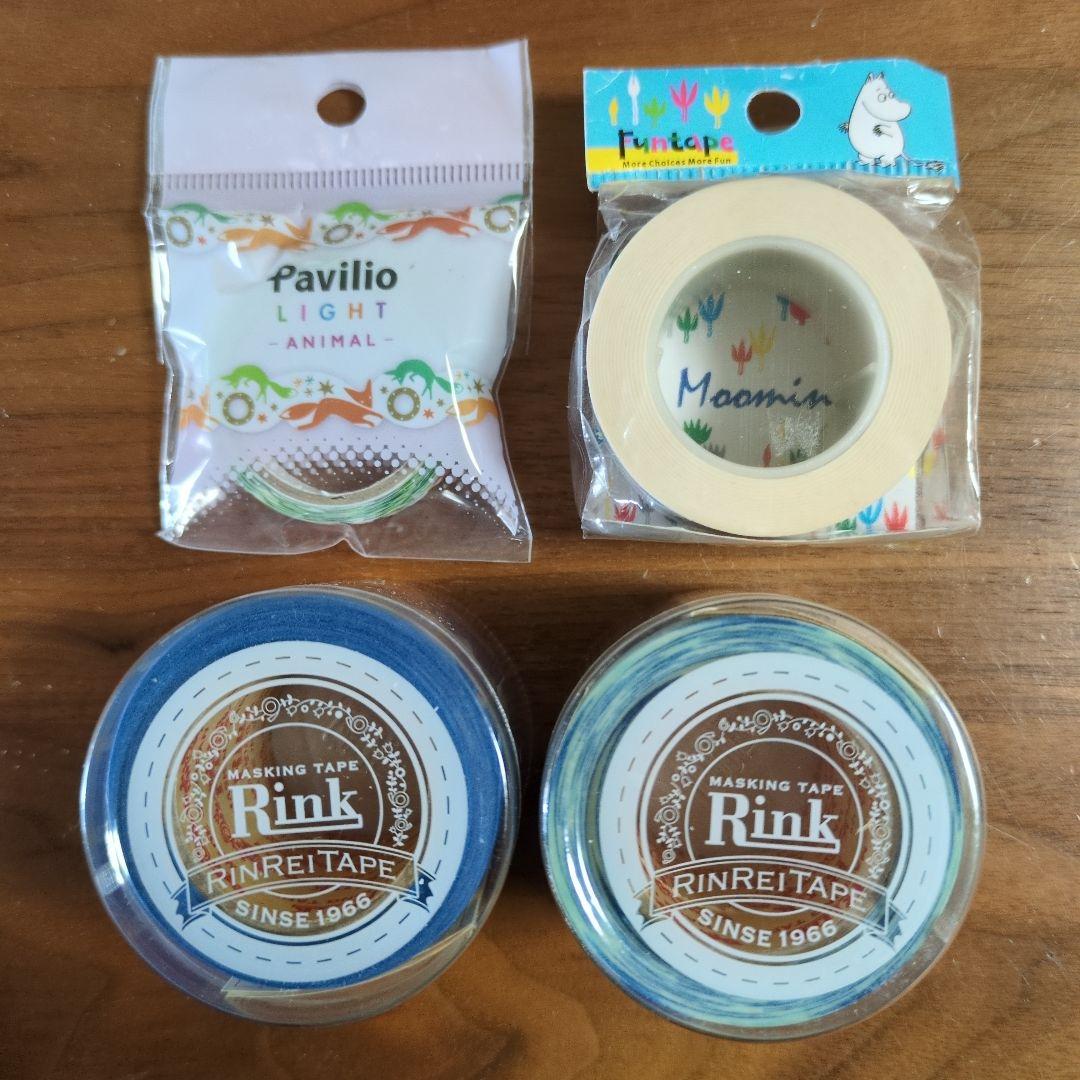 Pavilio
LIGHT
- ANIMAL -
Funtape
More Choices More Fun
Moomin
MASKING TAPE
Rink
RINREITAPE
SINSE 1966
MASKING TAPE
Rink
RINREITAPE
SINSE 1966